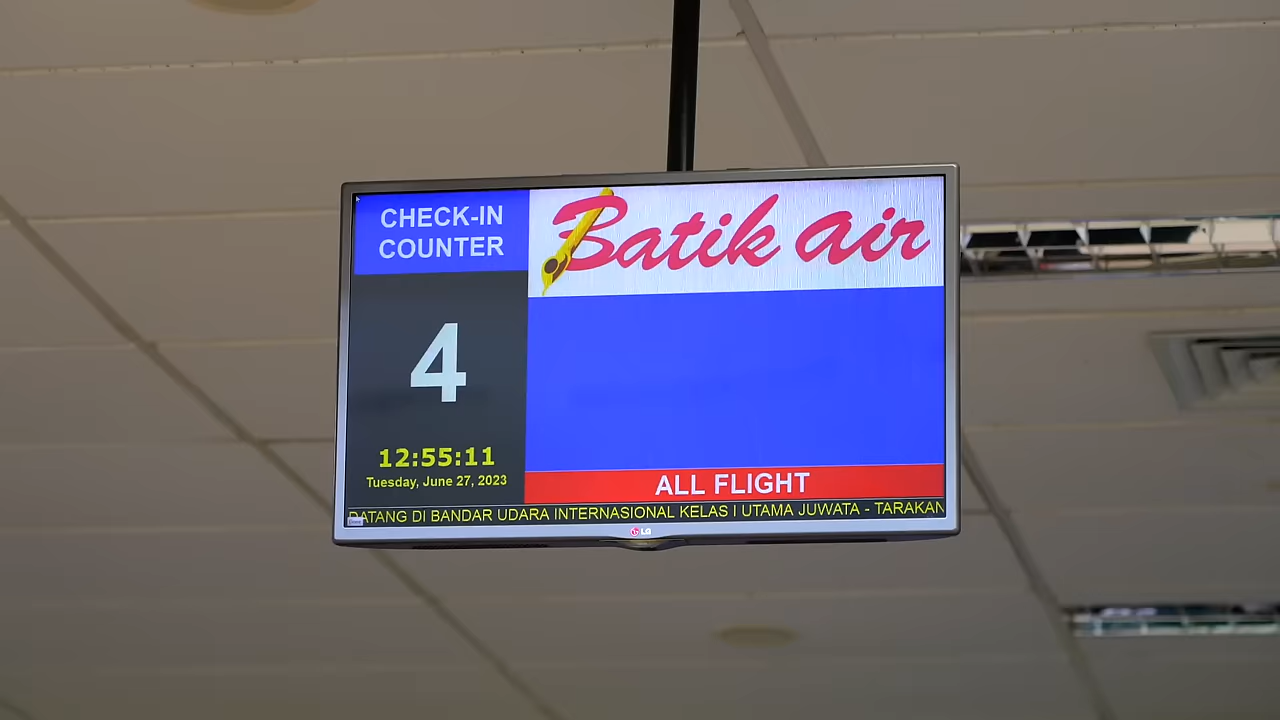 CHECK-IN
COUNTER
Batik air
4
12:55:11
Tuesday, June 27, 2023
ALL FLIGHT
DATANG DI BANDAR UDARA INTERNASIONAL KELAS I UTAMA JUWATA - TARAKAN
LG